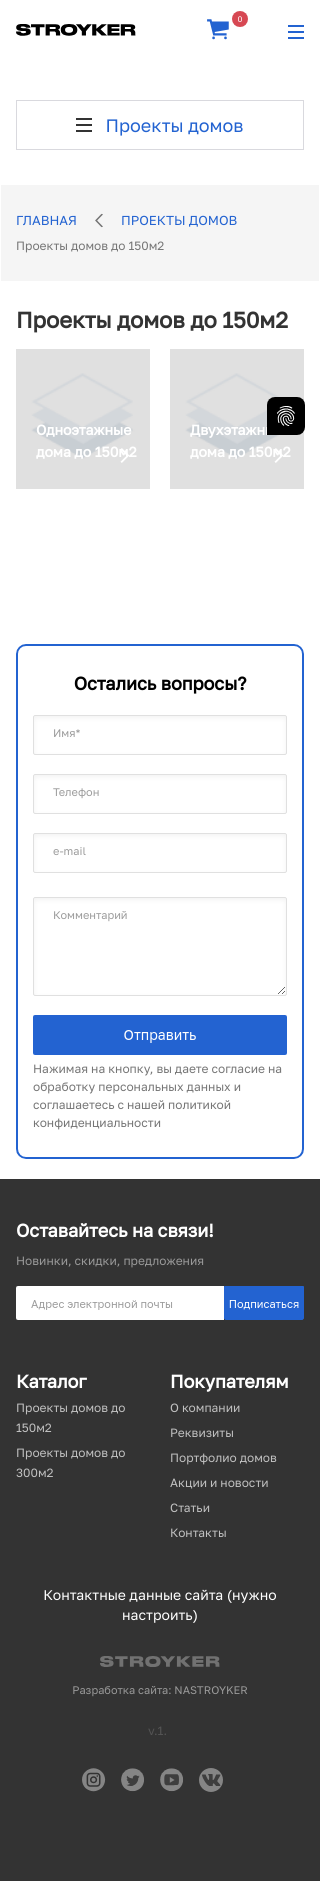 STROYKER
0
Проекты домов
ГЛАВНАЯ ПРОЕКТЫ ДОМОВ
Проекты домов до 150м2
Проекты домов до 150м2
Одноэтажные
дома до 150м2
Двухэтажн
дома до 150м2
Остались вопросы?
Имя*
Телефон
e-mail
Комментарий
Отправить
Нажимая на кнопку, вы даете согласие на
обработку персональных данных и
соглашаетесь с нашей политикой
конфиденциальности
Оставайтесь на связи!
Новинки, скидки, предложения
Адрес электронной почты
Подписаться
Каталог
Проекты домов до
150м2
Проекты домов до
300м2
Покупателям
О компании
Реквизиты
Портфолио домов
Акции и новости
Статьи
Контакты
Контактные данные сайта (нужно
настроить)
STROYKER
Разработка сайта: NASTROYKER
v.1.